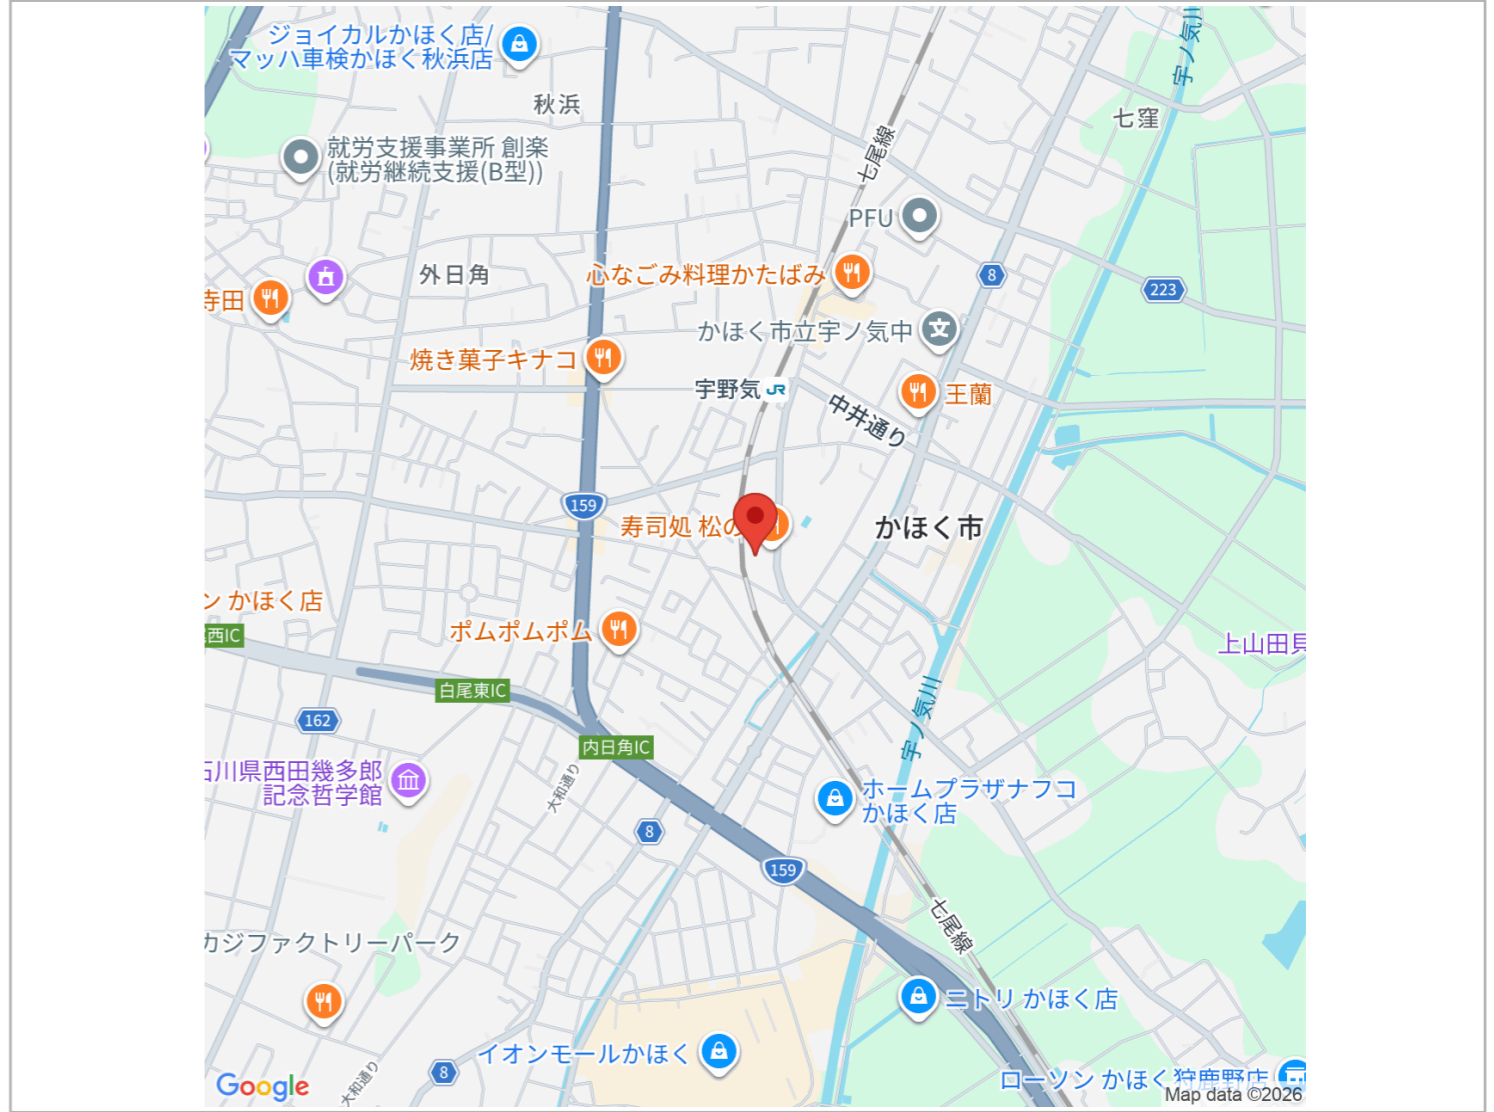 ジョイカルかほく店/
マッハ車検かほく秋浜店
宇ノ気川
秋浜
七窪
七尾線
就労支援事業所 創楽
(就労継続支援(B型))
PFU
外日角
心なごみ料理かたばみ
8
223
寺田
かほく市立宇ノ気中
焼き菓子キナコ
宇野気 JR
王蘭
中井通り
159
寿司処 松の
かほく市
ン かほく店
西IC
ポムポムポム
上山田貝
白尾東IC
宇ノ気川
162
内日角IC
石川県西田幾多郎
記念哲学館
大和通り
ホームプラザナフコ
かほく店
8
159
七尾線
カジファクトリーパーク
ニトリ かほく店
イオンモールかほく
8
大和通り
ローソン かほく狩鹿野店
Google
Map data ©2026